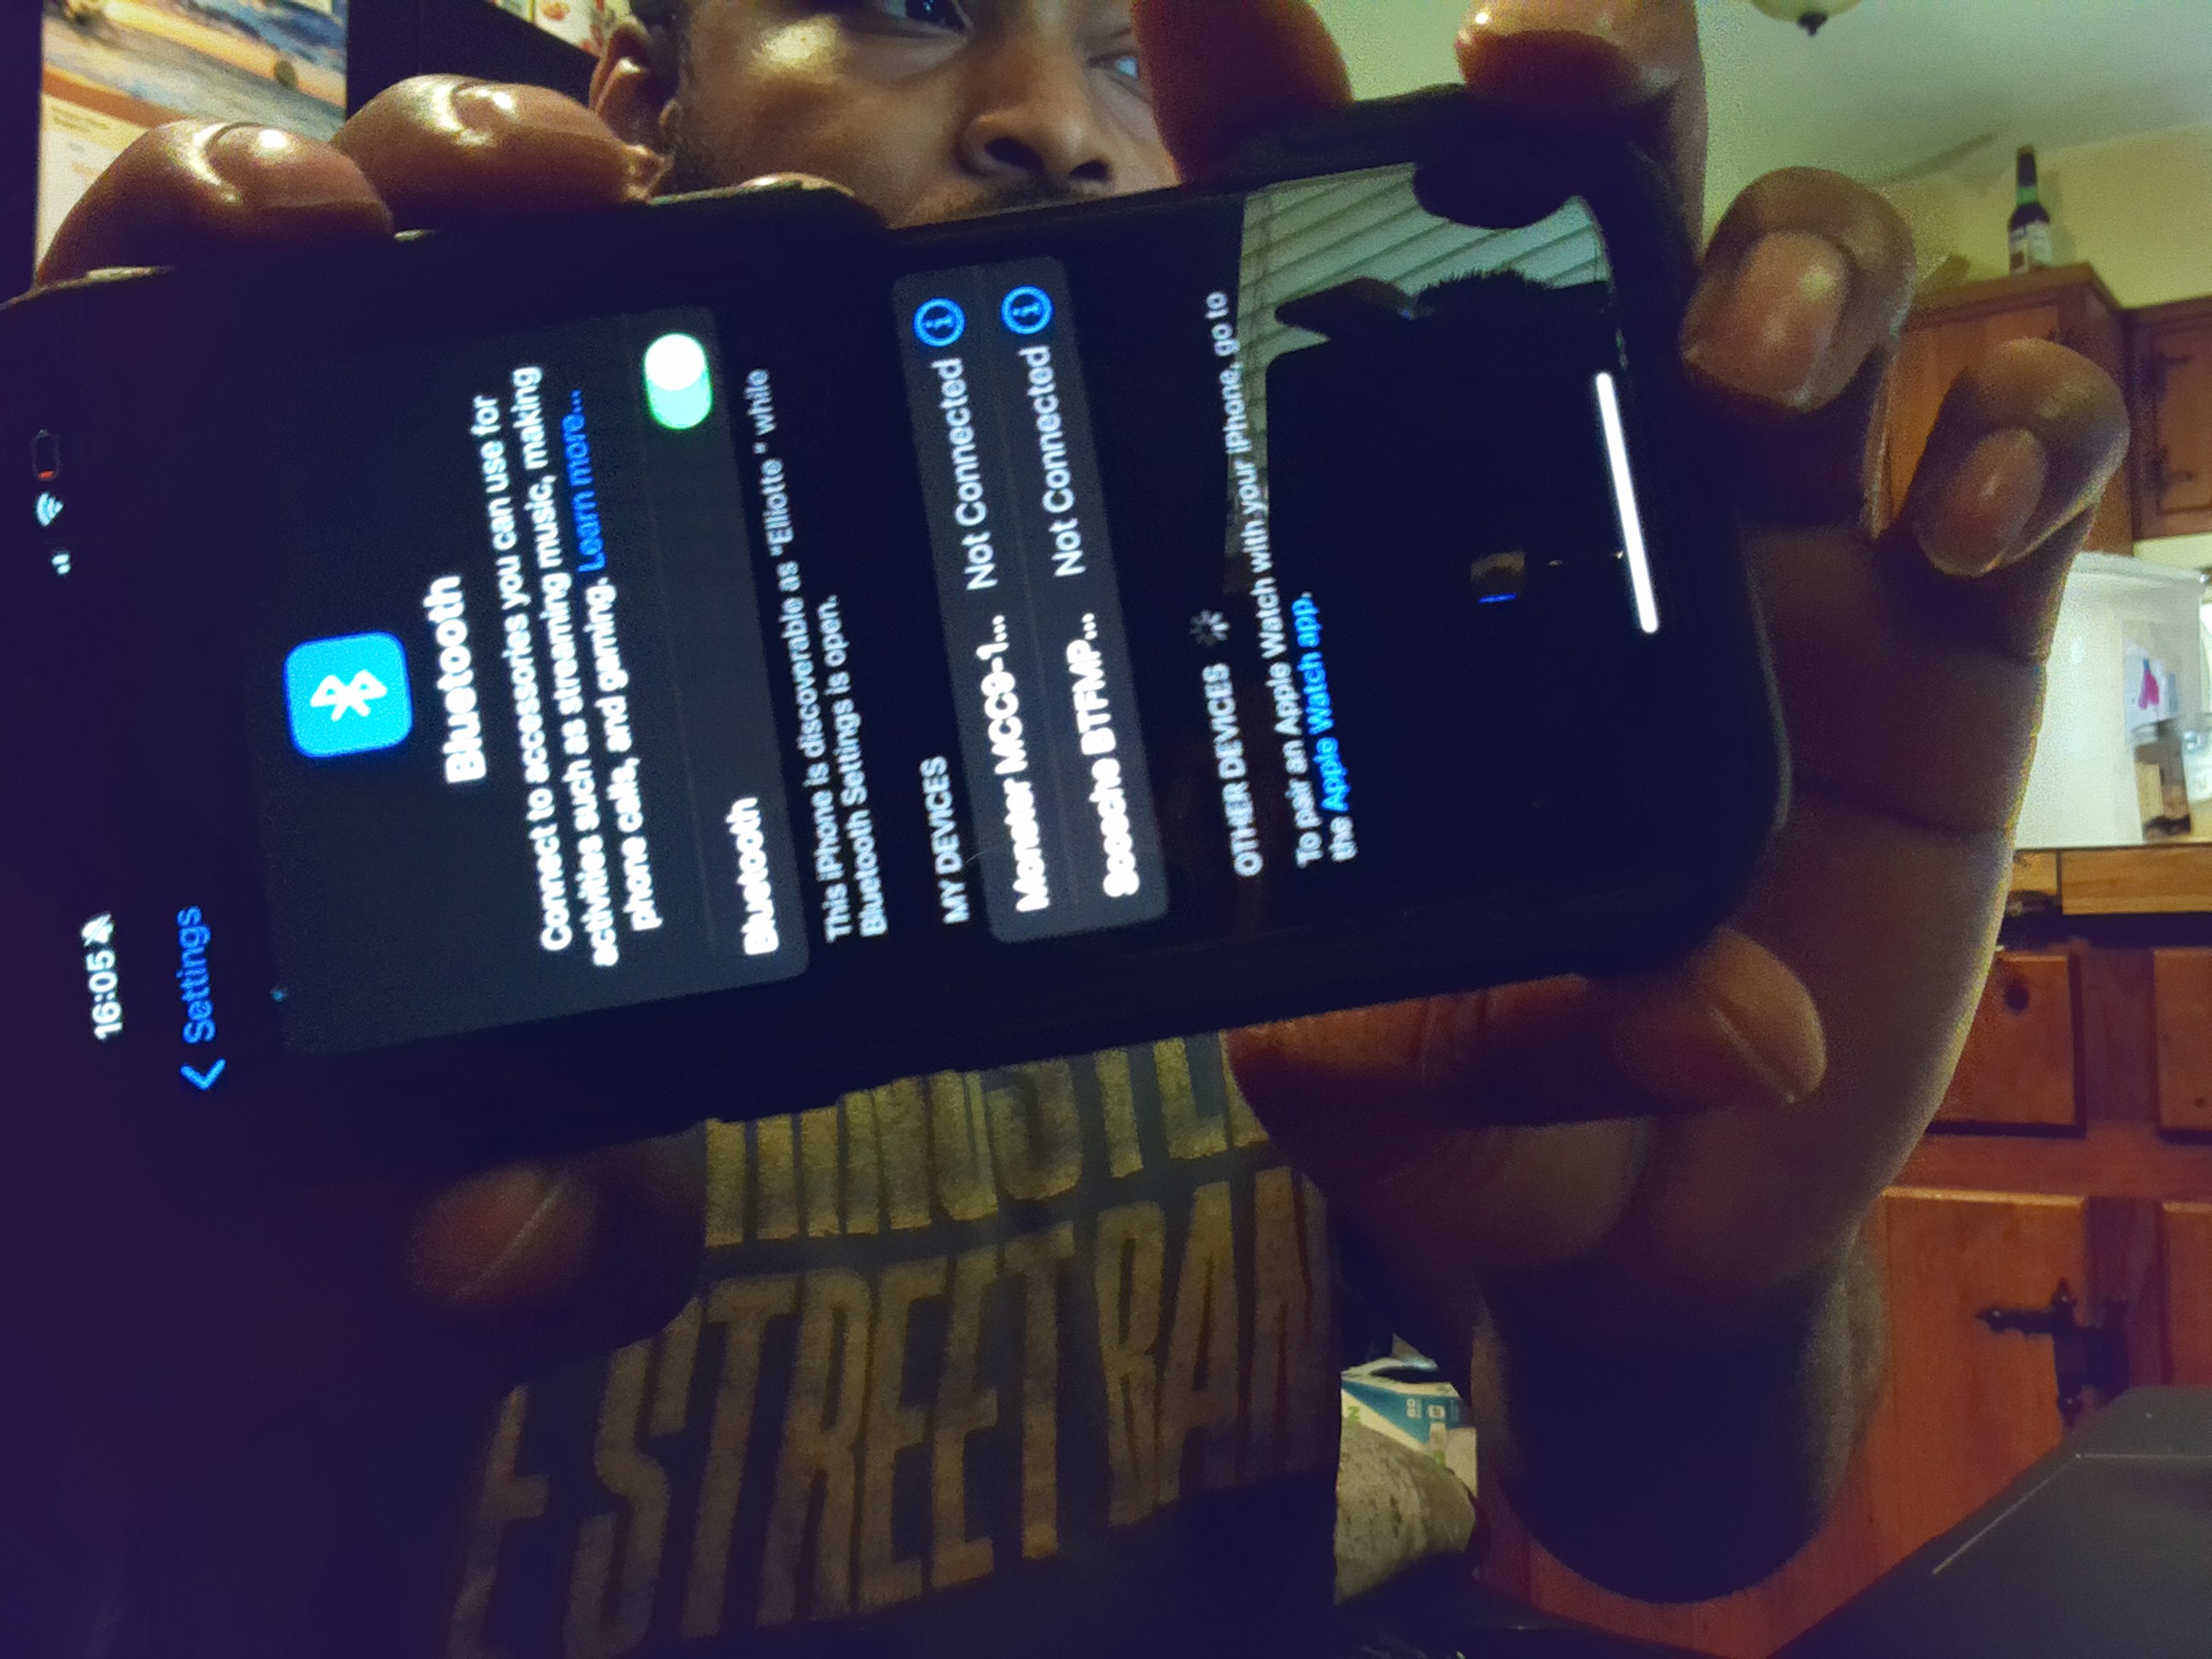 16:05
Settings
Bluetooth
Connect to accessories you can use for
activities such as streaming music, making
phone calls, and gaming. Learn more...
Bluetooth
This iPhone is discoverable as "Elliotte" while
Bluetooth Settings is open.
MY DEVICES
Monster MCC9-1... Not Connected
Scosche BTFMP... Not Connected
OTHER DEVICES
To pair an Apple Watch with your iPhone, go to
the Apple Watch app.
E STREET BAN